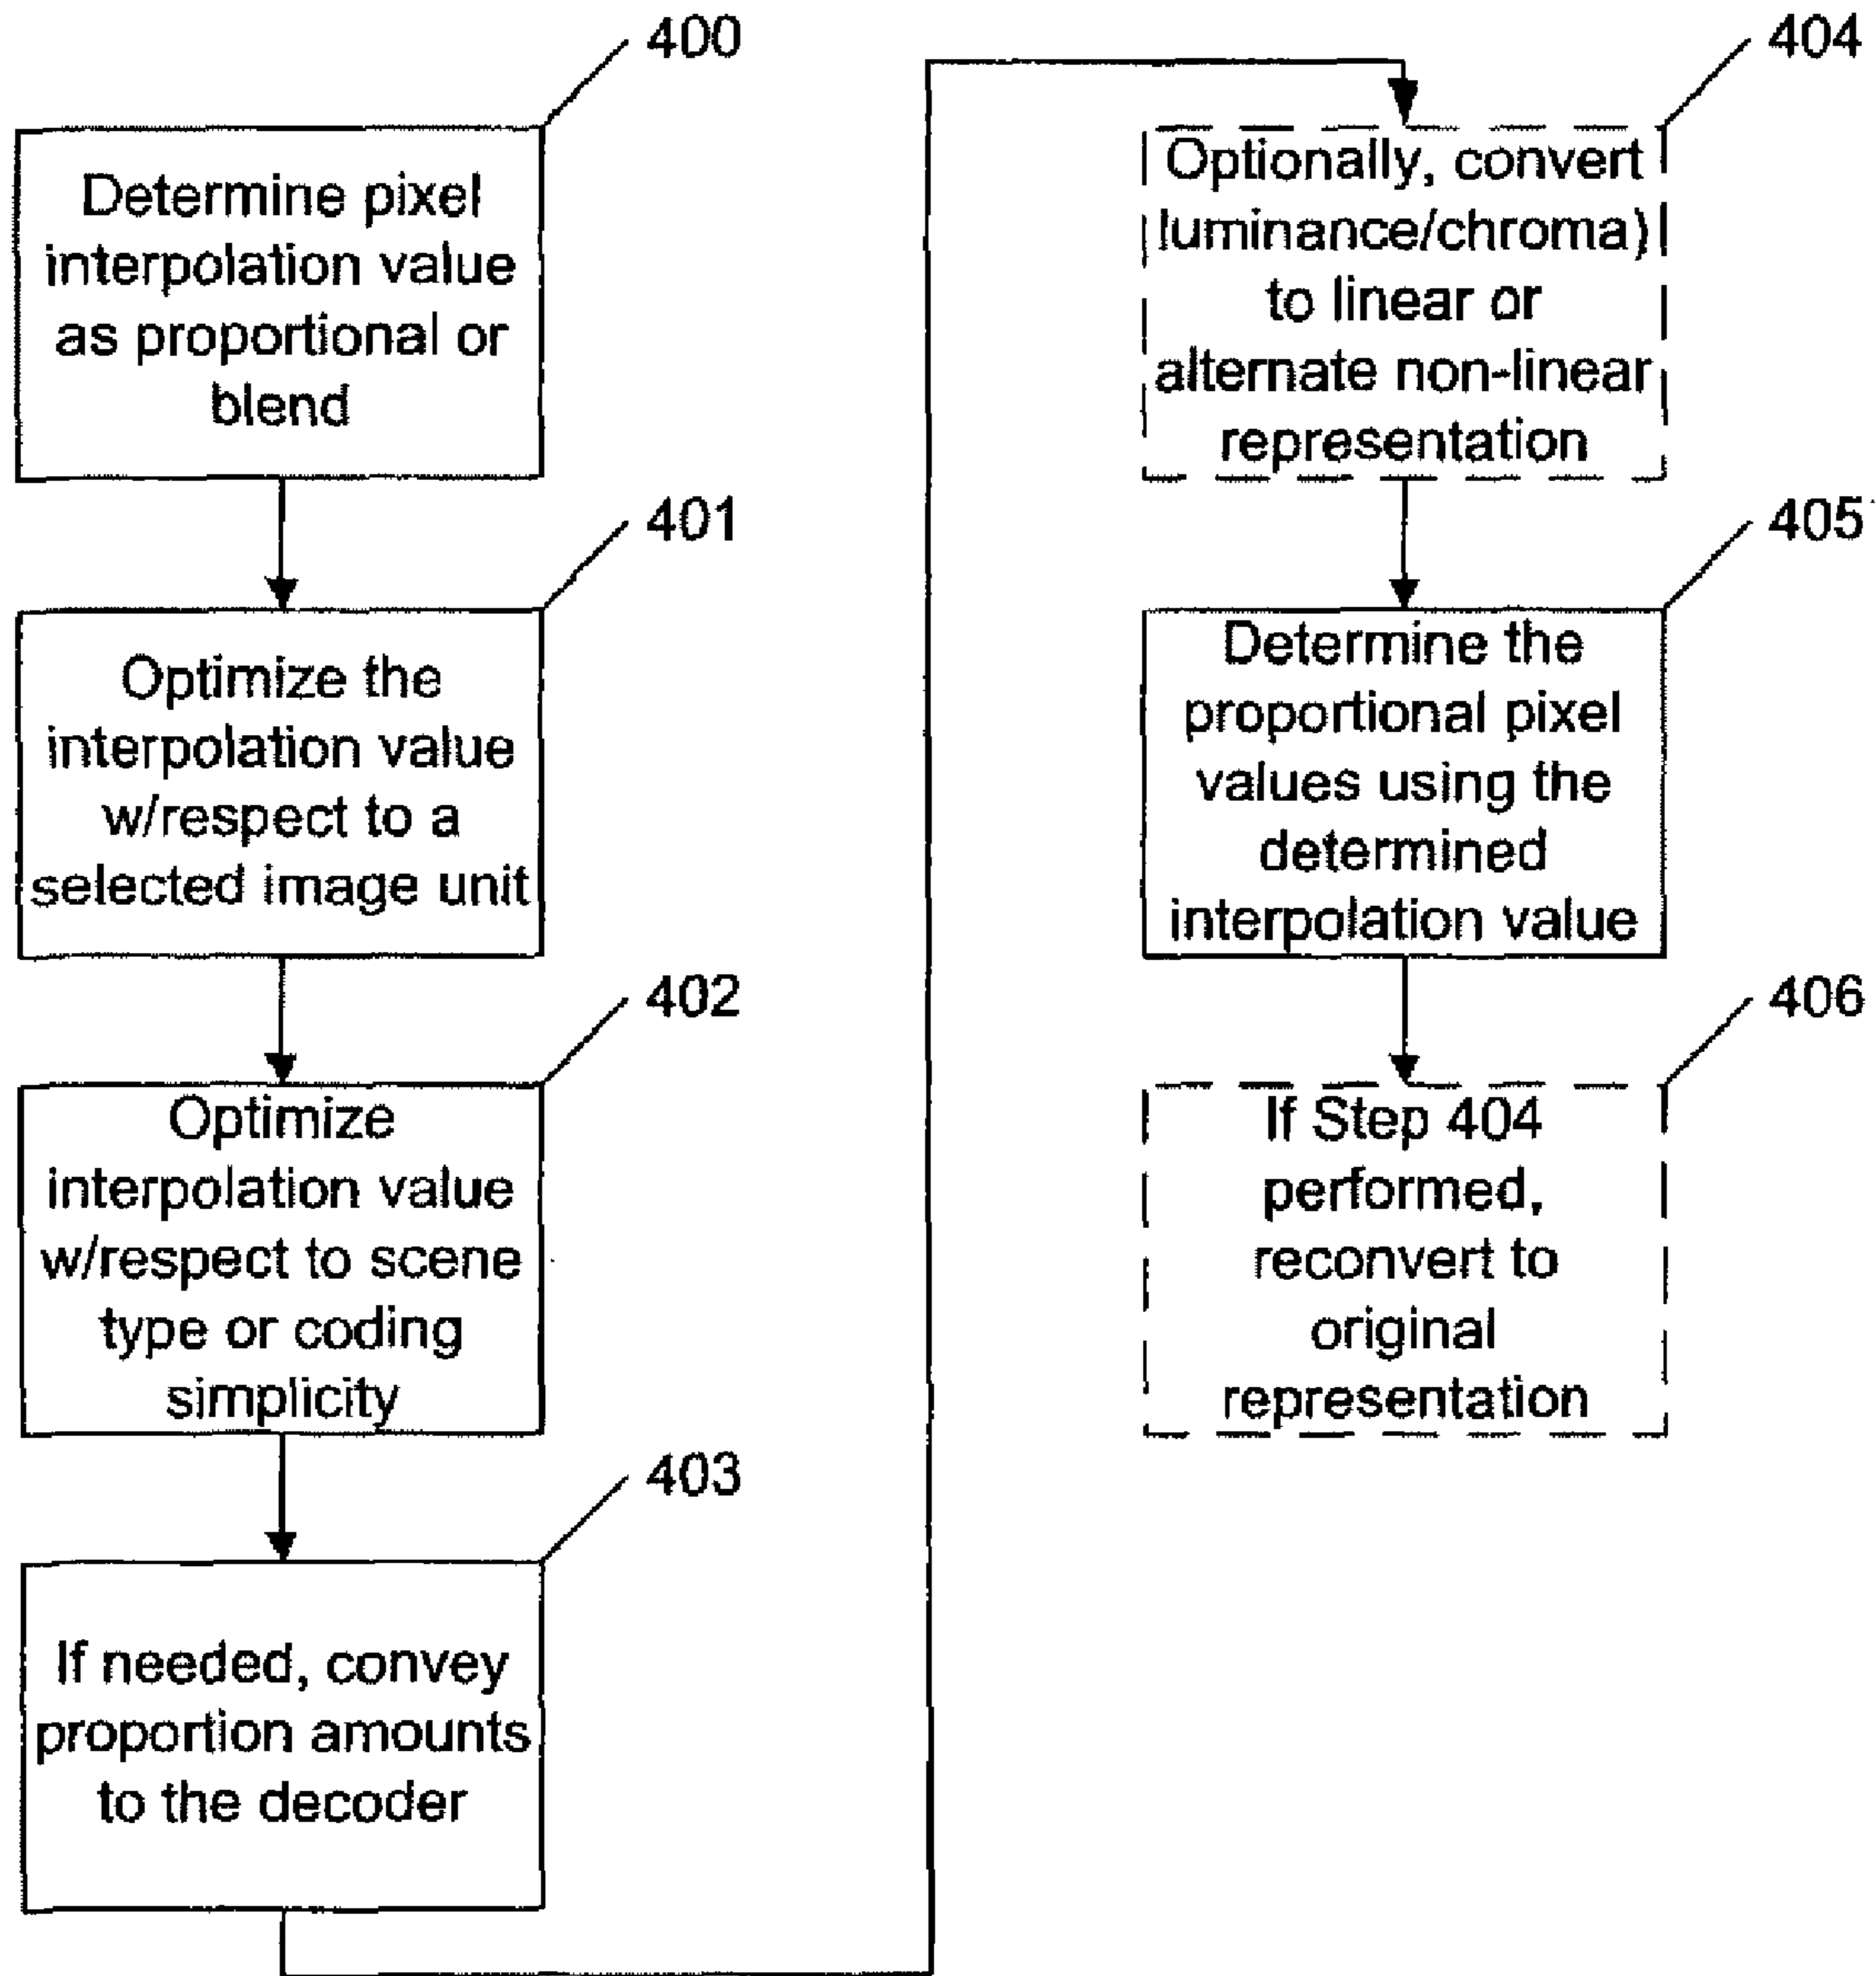 400
Determine pixel
interpolation value
as proportional or
blend
401
Optimize the
interpolation value
w/respect to a
selected image unit
402
Optimize
interpolation value
w/respect to scene
type or coding
simplicity
403
If needed, convey
proportion amounts
to the decoder
404
Optionally, convert
luminance/chroma)
to linear or
alternate non-linear
representation
405
Determine the
proportional pixel
values using the
determined
interpolation value
406
If Step 404
performed,
reconvert to
original
representation